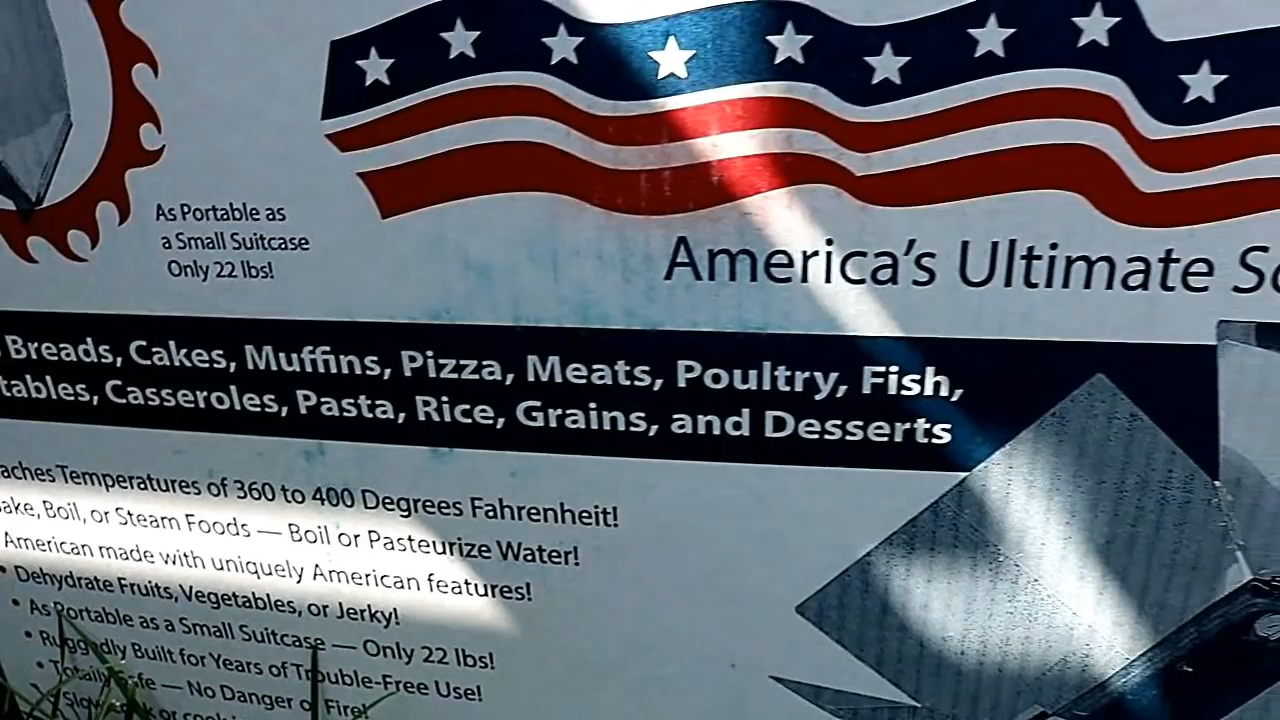 As Portable as
a Small Suitcase
Only 22 lbs!
America's Ultimate
Breads, Cakes, Muffins, Pizza, Meats, Poultry, Fish,
Casseroles, Pasta, Rice, Grains, and Desserts
Temperatures of 360 to 400 Degrees Fahrenheit!
Boil, or Steam Foods — Boil or Pasteurize Water!
American made with uniquely American features!
• Dehydrate Fruits, Vegetables, or Jerky!
• As Portable as a Small Suitcase — Only 22 lbs!
• Ruggedly Built for Years of Trouble-Free Use!
• Totally Safe — No Danger of Fire!